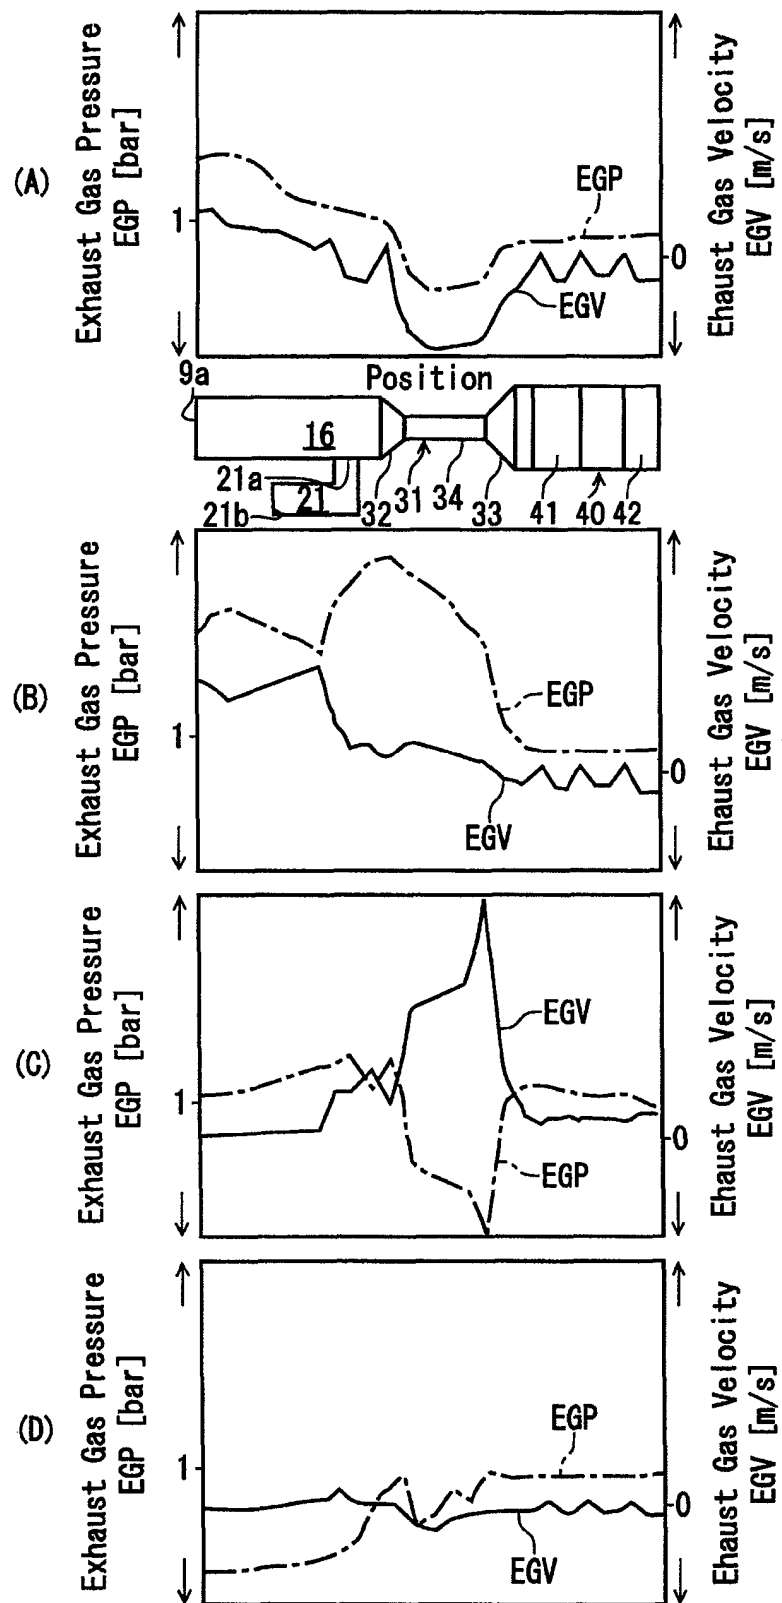 (A)
Exhaust Gas Pressure
EGP [bar]
1
EGP
EGV
0
Ehaust Gas Velocity
EGV [m/s]
Position
9a
16
21a
21
21b
32
31
34
33
41
40
42
(B)
Exhaust Gas Pressure
EGP [bar]
1
EGP
EGV
0
Ehaust Gas Velocity
EGV [m/s]
(C)
Exhaust Gas Pressure
EGP [bar]
1
EGV
EGP
0
Ehaust Gas Velocity
EGV [m/s]
(D)
Exhaust Gas Pressure
EGP [bar]
1
EGP
EGV
0
Ehaust Gas Velocity
EGV [m/s]